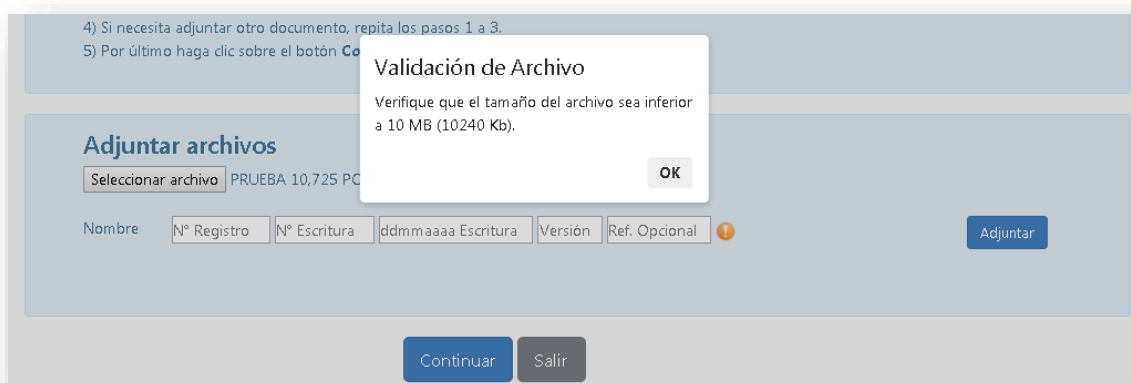 4) Si necesita adjuntar otro documento, repita los pasos 1 a 3.
5) Por último haga clic sobre el botón Co
Validación de Archivo
Verifique que el tamaño del archivo sea inferior
a 10 MB (10240 Kb).
OK
Adjuntar archivos
Seleccionar archivo PRUEBA 10,725 PC
Nombre N° Registro N° Escritura ddmmaaaa Escritura Versión Ref. Opcional Adjuntar
Continuar Salir